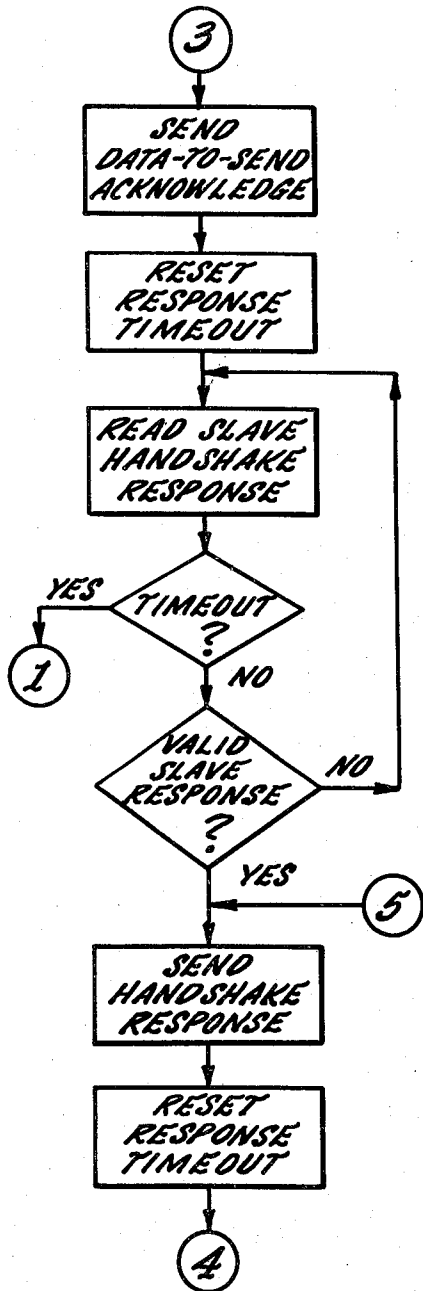 3
SEND
DATA-TO-SEND
ACKNOWLEDGE
RESET
RESPONSE
TIMEOUT
READ SLAVE
HANDSHAKE
RESPONSE
TIMEOUT
?
YES
1
NO
VALID
SLAVE
RESPONSE
?
NO
YES
5
SEND
HANDSHAKE
RESPONSE
RESET
RESPONSE
TIMEOUT
4